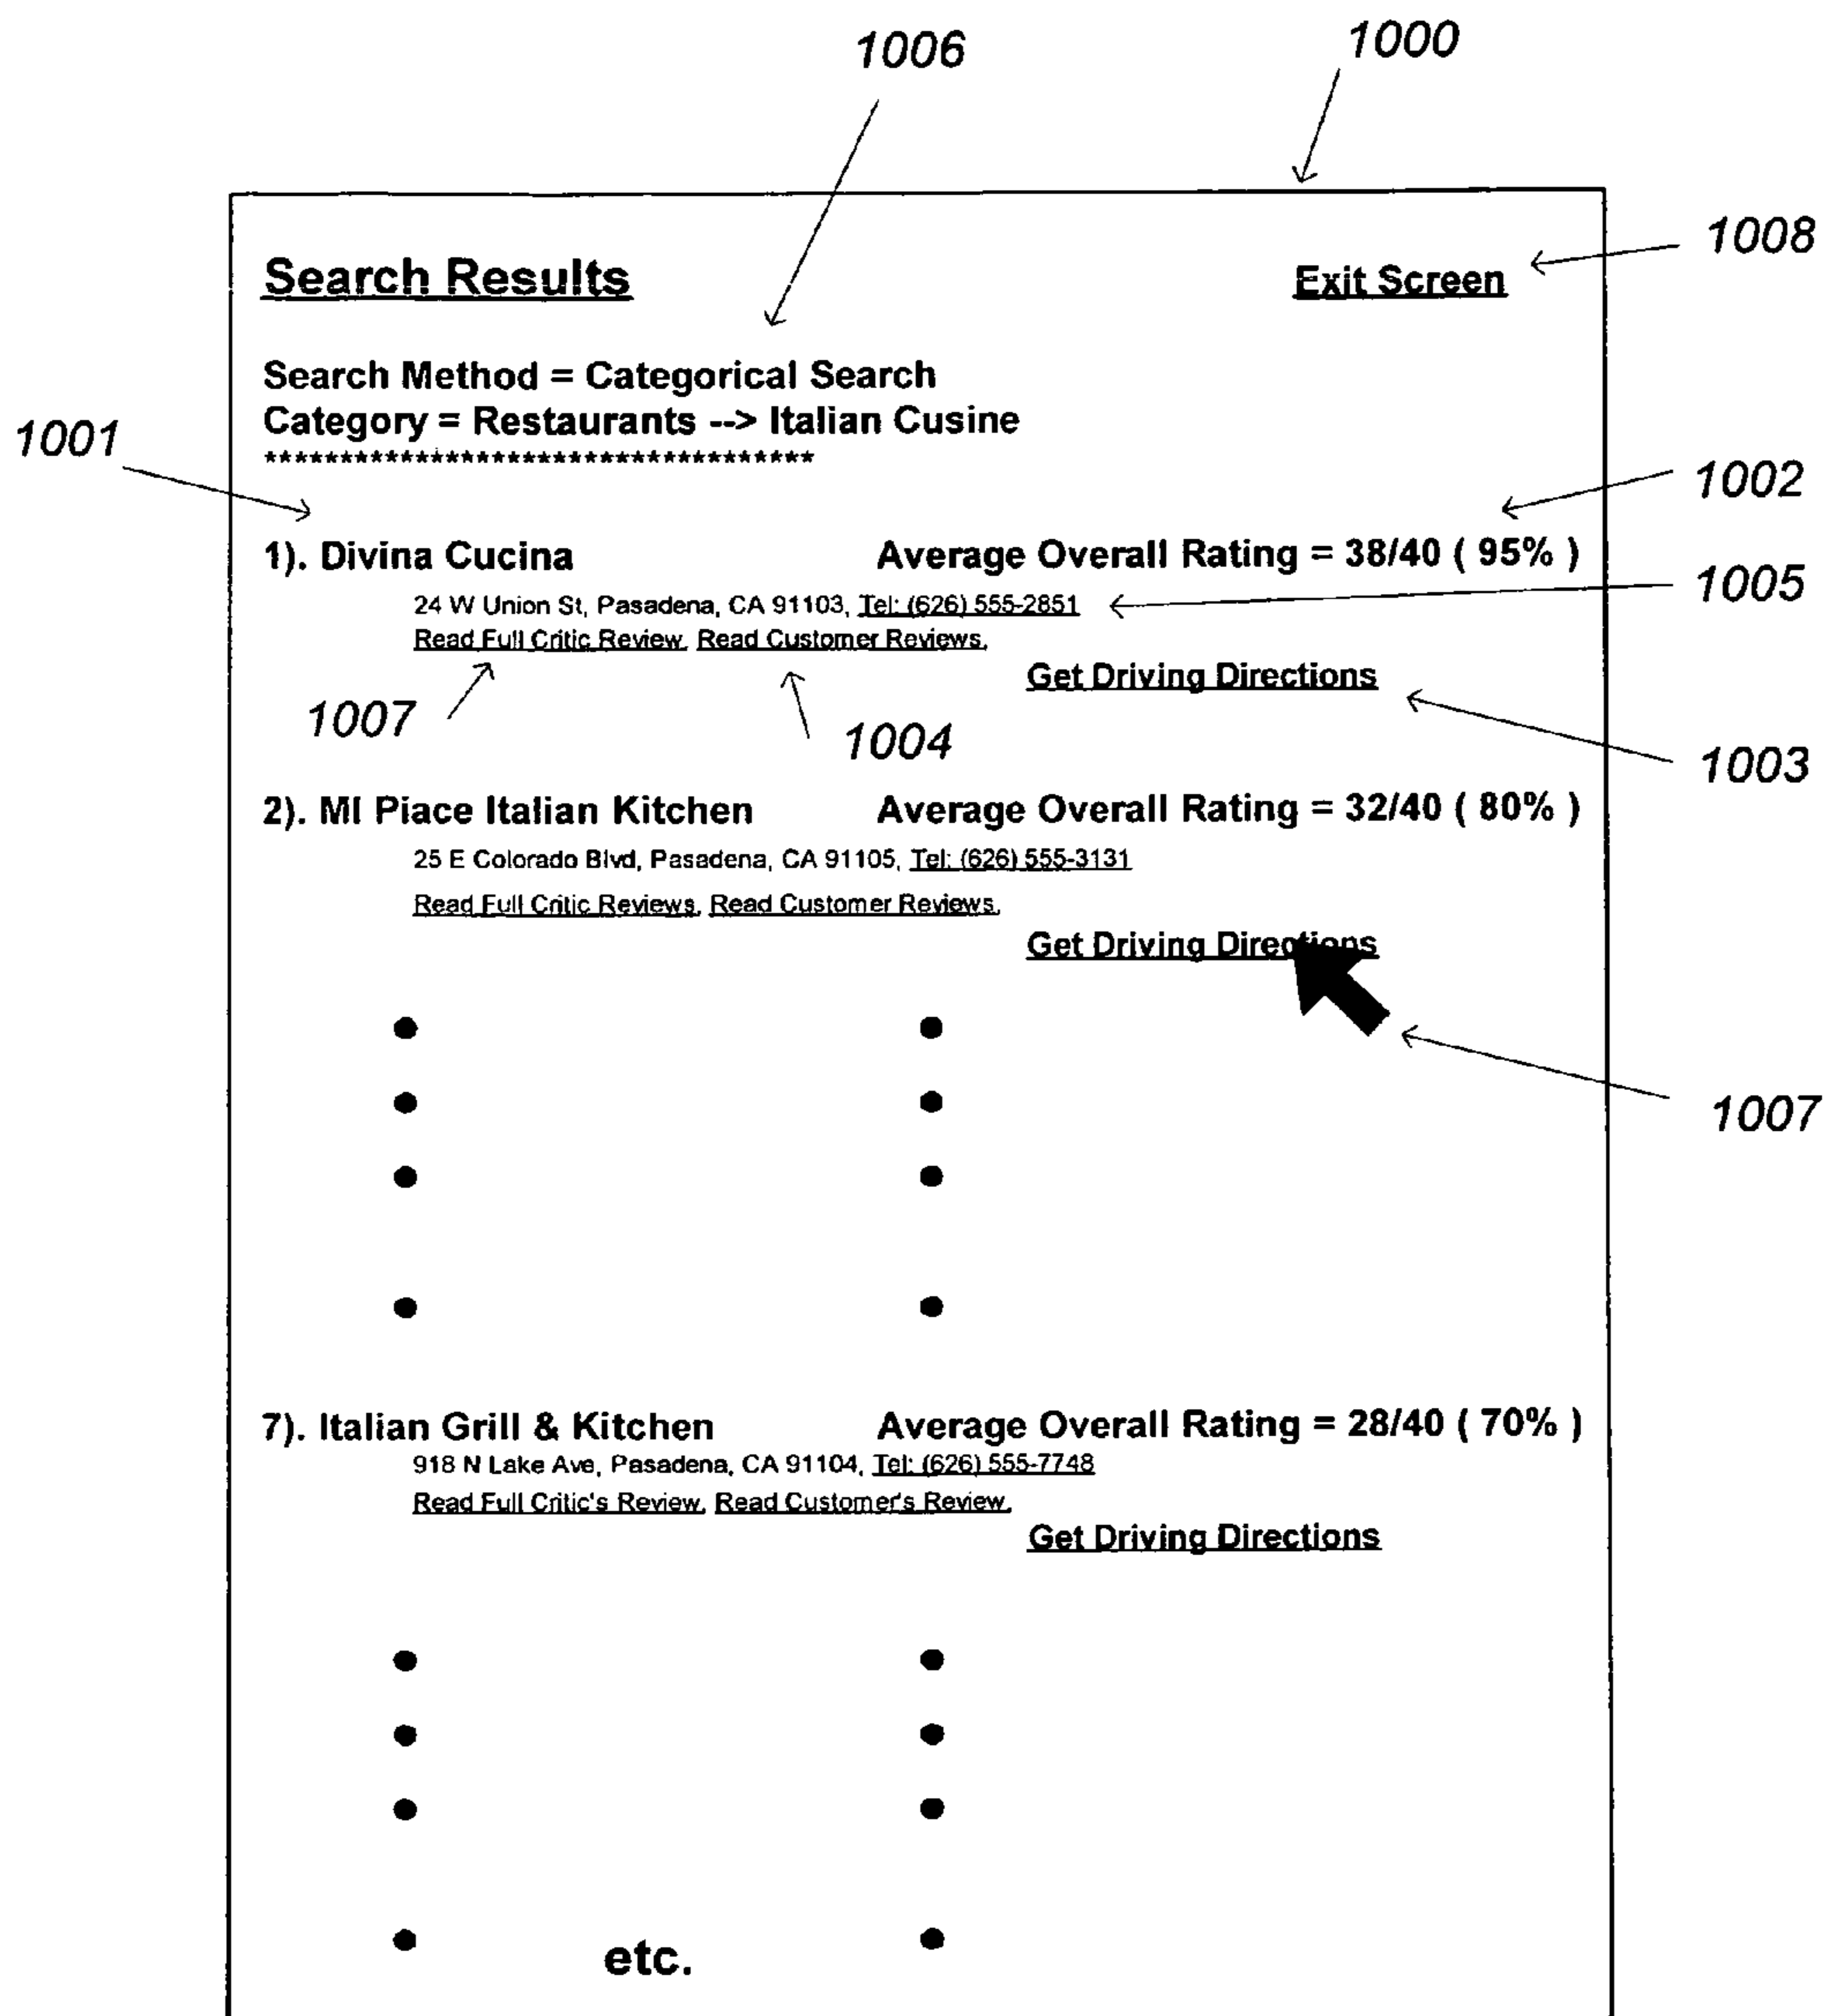 1006
1000
1008
Search Results
Exit Screen
Search Method = Categorical Search
Category = Restaurants --> Italian Cusine
************************************
1001
1002
1). Divina Cucina Average Overall Rating = 38/40 ( 95% )
24 W Union St, Pasadena, CA 91103, Tel: (626) 555-2851
1005
Read Full Critic Review, Read Customer Reviews,
Get Driving Directions
1007
1004
1003
2). MI Piace Italian Kitchen Average Overall Rating = 32/40 ( 80% )
25 E Colorado Blvd, Pasadena, CA 91105, Tel: (626) 555-3131
Read Full Critic Reviews, Read Customer Reviews,
Get Driving Directions
1007
7). Italian Grill & Kitchen Average Overall Rating = 28/40 ( 70% )
918 N Lake Ave, Pasadena, CA 91104, Tel: (626) 555-7748
Read Full Critic's Review, Read Customer's Review,
Get Driving Directions
etc.